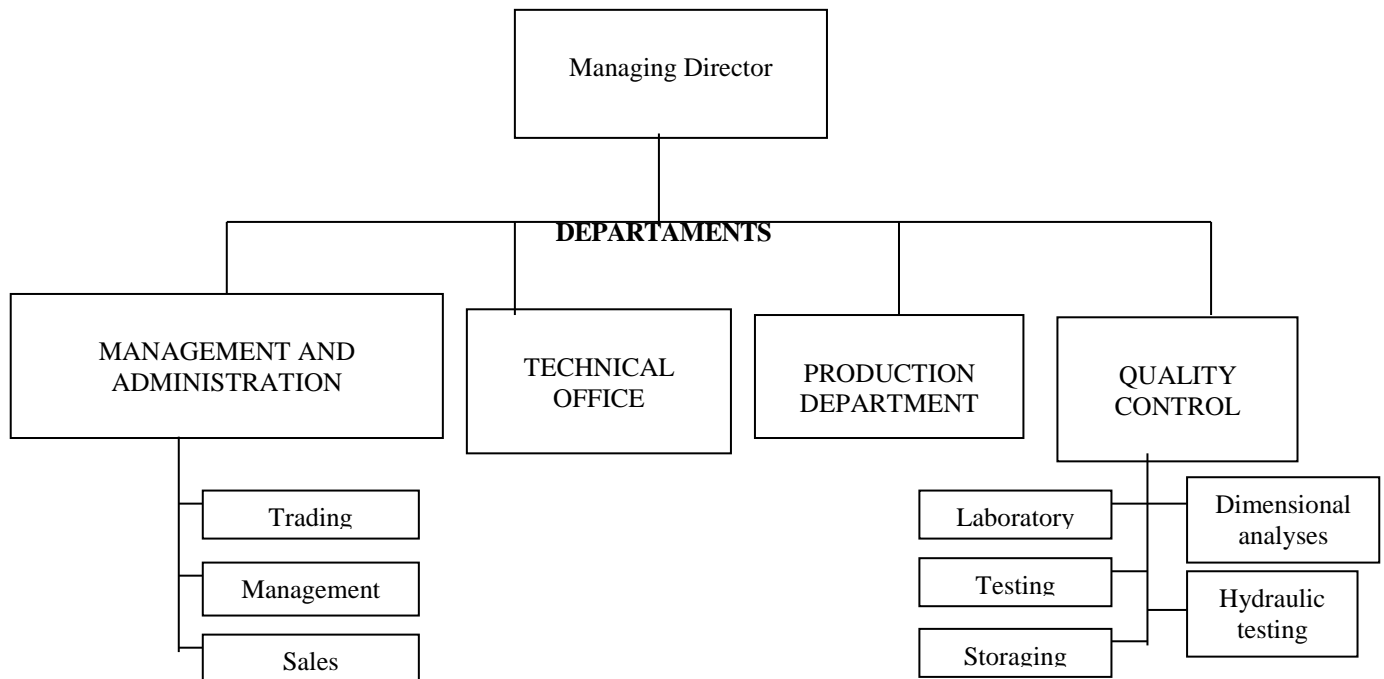 Managing Director
DEPARTAMENTS
MANAGEMENT AND
ADMINISTRATION
TECHNICAL
OFFICE
PRODUCTION
DEPARTMENT
QUALITY
CONTROL
Trading
Management
Sales
Laboratory
Testing
Storaging
Dimensional
analyses
Hydraulic
testing